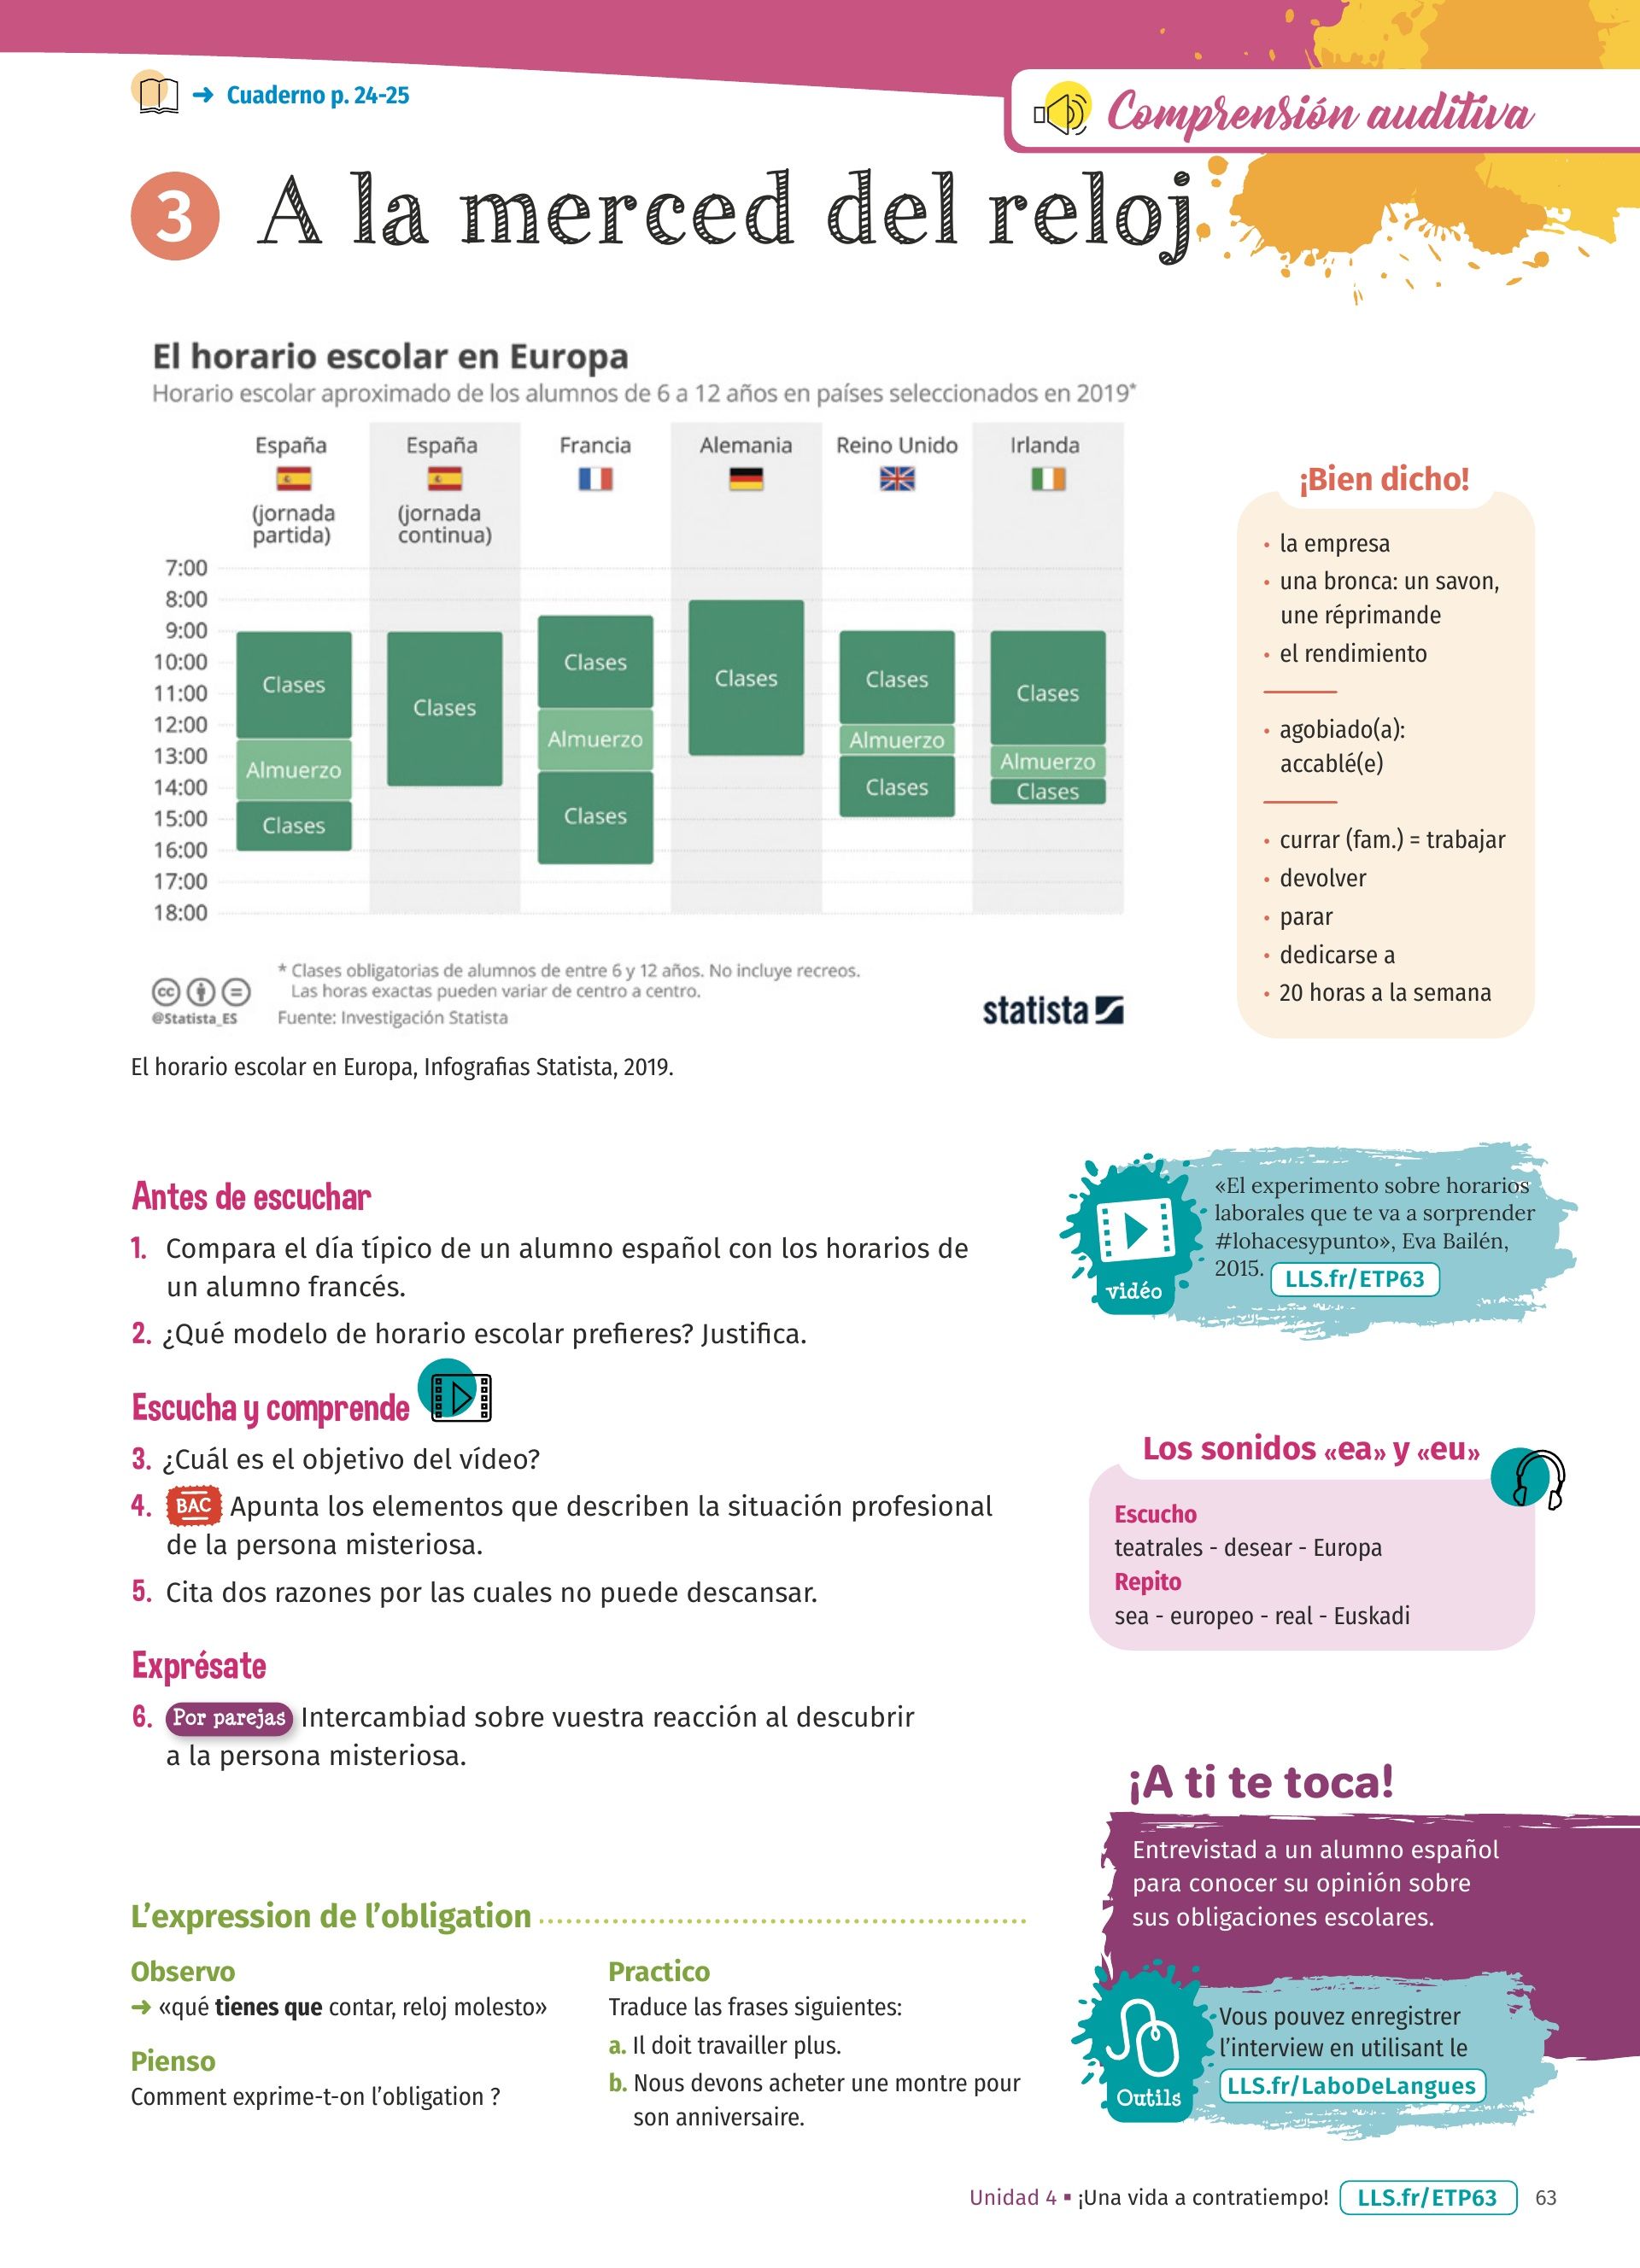 → Cuaderno p. 24-25
Comprensión auditiva
3 A la merced del reloj
El horario escolar en Europa
Horario escolar aproximado de los alumnos de 6 a 12 años en países seleccionados en 2019*
España España Francia Alemania Reino Unido Irlanda
(jornada (jornada
partida) continua)
7:00
8:00
9:00
10:00
11:00
12:00
13:00
14:00
15:00
16:00
17:00
18:00
Clases
Almuerzo
Clases
Clases
Clases
Almuerzo
Clases
Clases
Clases
Almuerzo
Clases
Clases
Almuerzo
Clases
* Clases obligatorias de alumnos de entre 6 y 12 años. No incluye recreos.
Las horas exactas pueden variar de centro a centro.
Fuente: Investigación Statista
cc
@Statista_ES
statista
El horario escolar en Europa, Infografias Statista, 2019.
¡Bien dicho!
• la empresa
• una bronca: un savon,
une réprimande
• el rendimiento
• agobiado(a):
accablé(e)
• currar (fam.) = trabajar
• devolver
• parar
• dedicarse a
• 20 horas a la semana
Antes de escuchar
1. Compara el día típico de un alumno español con los horarios de
un alumno francés.
2. ¿Qué modelo de horario escolar prefieres? Justifica.
Escucha y comprende
3. ¿Cuál es el objetivo del vídeo?
4. BAC Apunta los elementos que describen la situación profesional
de la persona misteriosa.
5. Cita dos razones por las cuales no puede descansar.
Exprésate
6. Por parejas Intercambiad sobre vuestra reacción al descubrir
a la persona misteriosa.
vidéo
«El experimento sobre horarios
laborales que te va a sorprender
#lohacesypunto», Eva Bailén,
2015. LLS.fr/ETP63
Los sonidos «ea» y «eu»
Escucho
teatrales - desear - Europa
Repito
sea - europeo - real - Euskadi
¡A ti te toca!
Entrevistad a un alumno español
para conocer su opinión sobre
sus obligaciones escolares.
Outils
Vous pouvez enregistrer
l'interview en utilisant le
LLS.fr/LaboDeLangues
L'expression de l'obligation
Observo
→ «qué tienes que contar, reloj molesto»
Pienso
Comment exprime-t-on l'obligation ?
Practico
Traduce las frases siguientes:
a. Il doit travailler plus.
b. Nous devons acheter une montre pour
son anniversaire.
Unidad 4 ▪ ¡Una vida a contratiempo! LLS.fr/ETP63 63